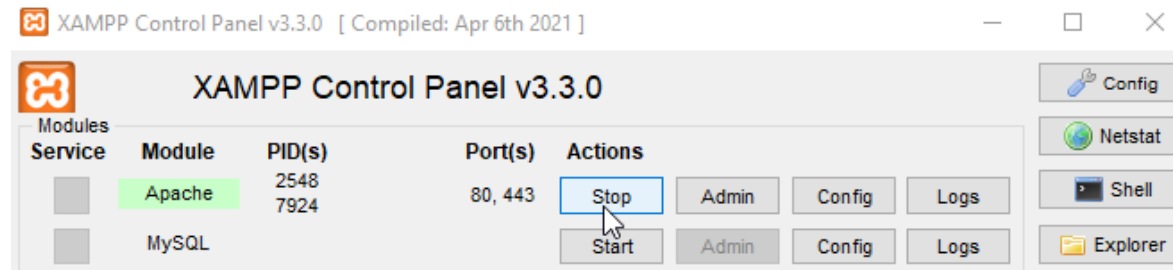 XAMPP Control Panel v3.3.0 [ Compiled: Apr 6th 2021 ]
XAMPP Control Panel v3.3.0
Config
Modules
Netstat
Service Module PID(s) Port(s) Actions
Apache 2548 7924 80, 443 Stop Admin Config Logs
Shell
MySQL Start Admin Config Logs
Explorer